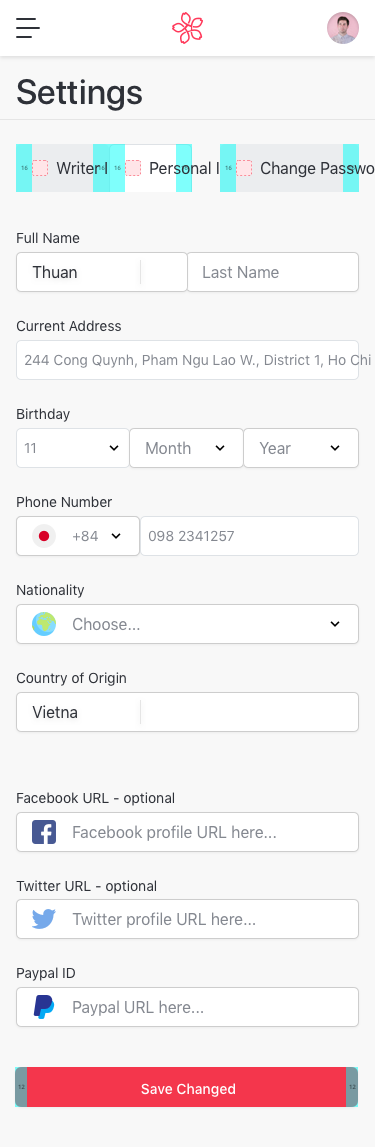 Settings
16 Writer I 16 16 Personal I 16 Change Passwo
Full Name
Thuan Last Name
Current Address
244 Cong Quynh, Pham Ngu Lao W., District 1, Ho Chi
Birthday
11 Month Year
Phone Number
+84 098 2341257
Nationality
Choose...
Country of Origin
Vietna
Facebook URL - optional
Facebook profile URL here...
Twitter URL - optional
Twitter profile URL here...
Paypal ID
Paypal URL here...
12 Save Changed 12